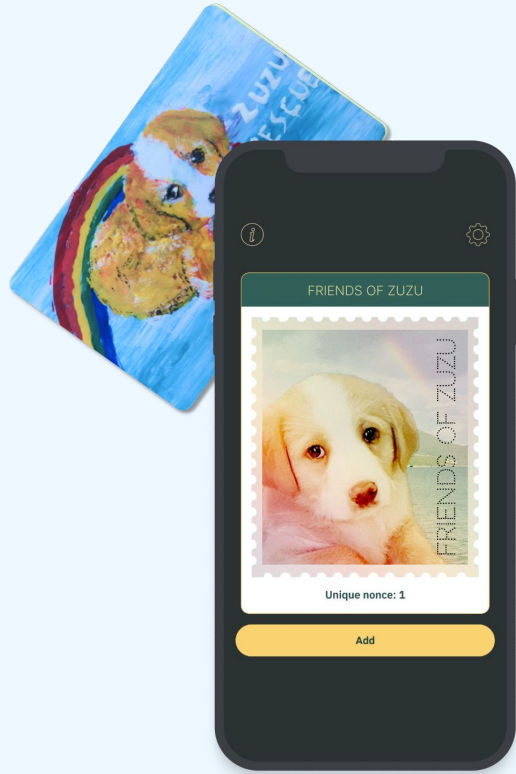 ZUZU
RESCUE
FRIENDS OF ZUZU
FRIENDS OF ZUZU
Unique nonce: 1
Add